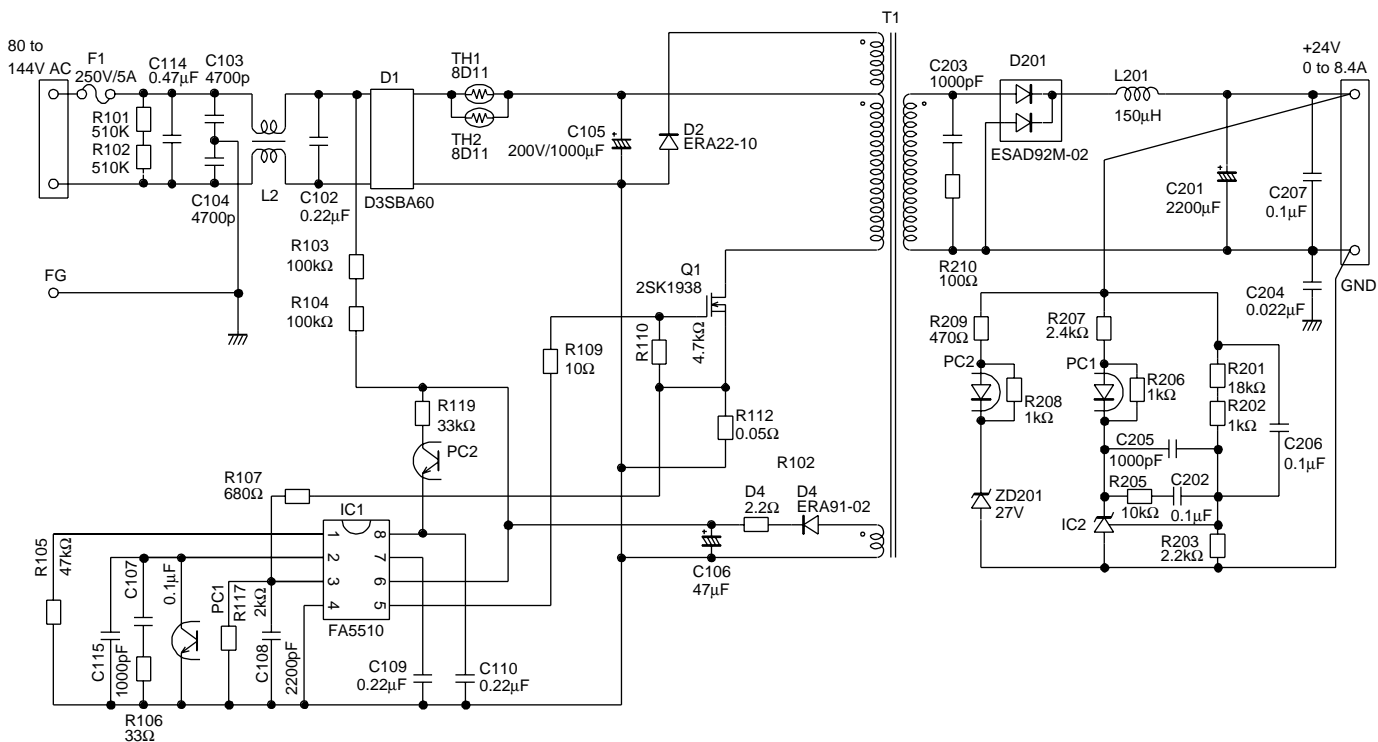 80 to
144V AC
F1
250V/5A
C114
0.47μF
C103
4700p
R101
510K
R102
510K
C104
4700p
L2
C102
0.22μF
D1
D3SBA60
TH1
8D11
TH2
8D11
C105
200V/1000μF
D2
ERA22-10
T1
C203
1000pF
D201
ESAD92M-02
L201
150μH
+24V
0 to 8.4A
C201
2200μF
C207
0.1μF
R210
100Ω
C204
0.022μF
GND
FG
R103
100kΩ
R104
100kΩ
Q1
2SK1938
R110
4.7kΩ
R109
10Ω
R119
33kΩ
PC2
R112
0.05Ω
R102
D4
2.2Ω
D4
ERA91-02
C106
47μF
R107
680Ω
IC1
1
2
3
4
8
7
6
5
FA5510
R105
47kΩ
C107
0.1μF
PC1
R117
2kΩ
C115
1000pF
C108
2200pF
C109
0.22μF
C110
0.22μF
R106
33Ω
R209
470Ω
R207
2.4kΩ
PC2
R208
1kΩ
PC1
R206
1kΩ
R201
18kΩ
R202
1kΩ
C205
1000pF
C206
0.1μF
R205
10kΩ
C202
0.1μF
ZD201
27V
IC2
R203
2.2kΩ